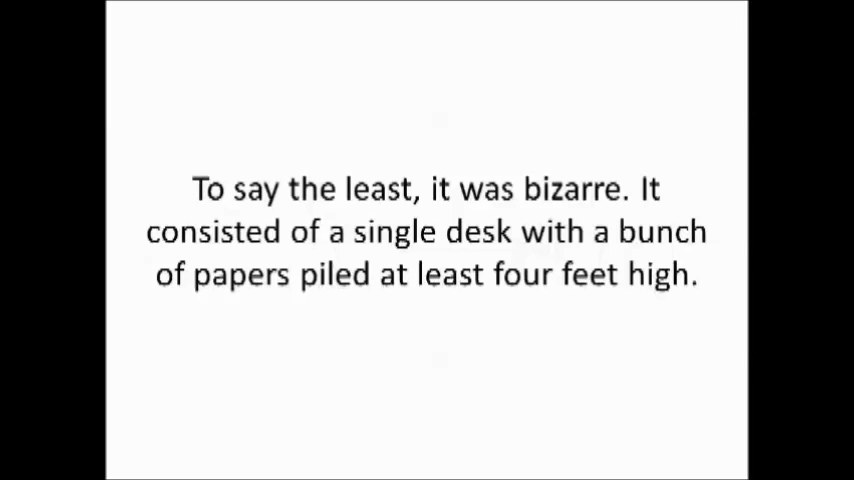 To say the least, it was bizarre. It
consisted of a single desk with a bunch
of papers piled at least four feet high.